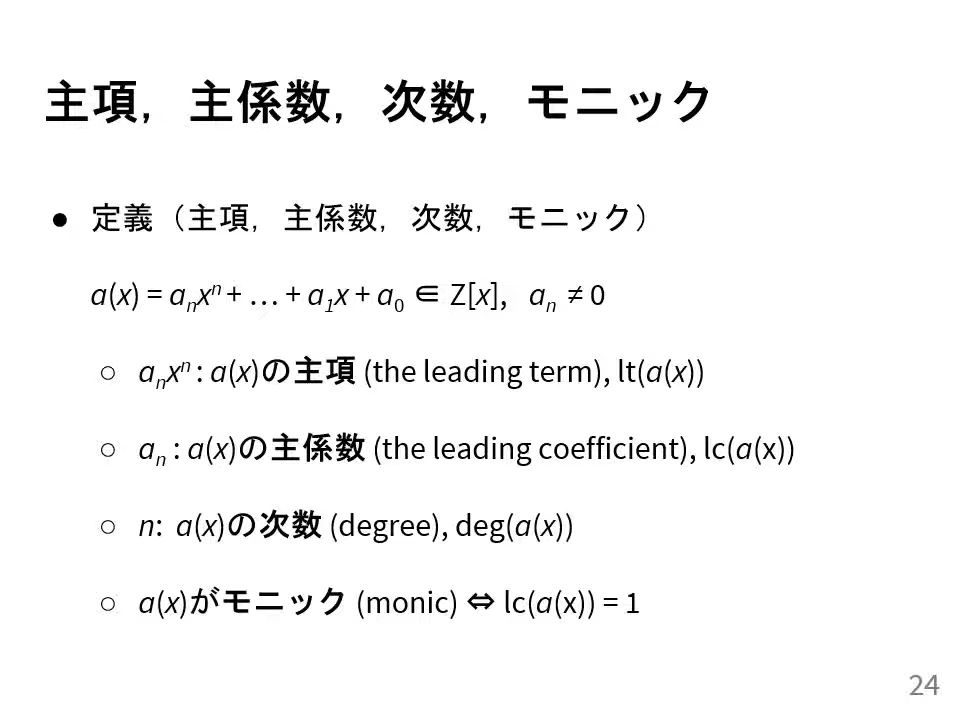 主項，主係数，次数，モニック
● 定義（主項，主係数，次数，モニック）
a(x) = aₙxⁿ + … + a₁x + a₀ ∈ Z[x], aₙ ≠ 0
○ aₙxⁿ : a(x)の主項 (the leading term), lt(a(x))
○ aₙ : a(x)の主係数 (the leading coefficient), lc(a(x))
○ n: a(x)の次数 (degree), deg(a(x))
○ a(x)がモニック (monic) ⇔ lc(a(x)) = 1
24